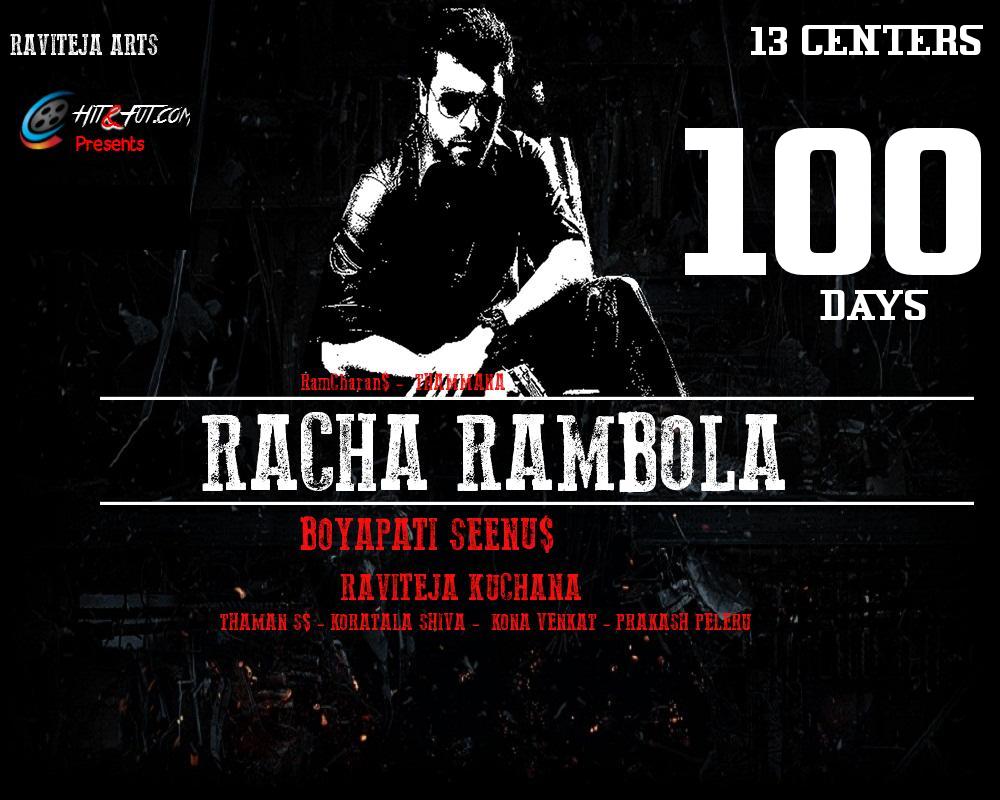 RAVITEJA ARTS
13 CENTERS
HIT&FUT.COM
Presents
100
DAYS
RamCharan$ - THAMMANA
RACHA RAMBOLA
BOYAPATI SEENU$
RAVITEJA KUCHANA
THAMAN S$ - KORATALA SHIVA - KONA VENKAT - PRAKASH PELERU